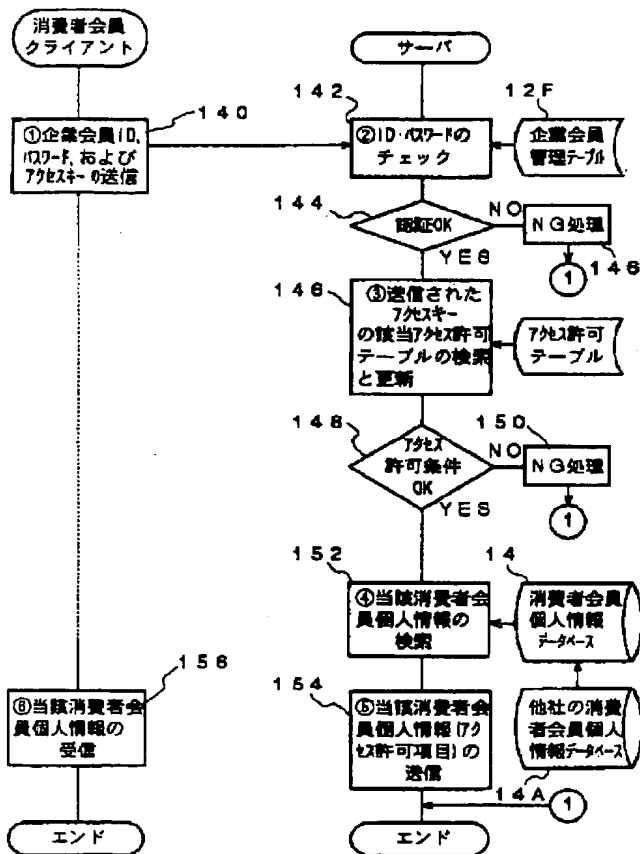 消費者会員
クライアント
サーバ
140
①企業会員ID,
パスワード,および
アクセスキーの送信
142
②ID・パスワードの
チェック
12F
企業会員
管理テーブル
144
認証OK
NO
NG処理
146
①
YES
146
③送信された
アクセスキー
の該当アクセス許可
テーブルの検索
と更新
アクセス許可
テーブル
148
アクセス
許可条件
OK
NO
150
NG処理
①
YES
152
④当該消費者会
員個人情報の
検索
14
消費者会員
個人情報
データベース
156
⑥当該消費者会
員個人情報の
受信
154
⑤当該消費者会
員個人情報(アク
セス許可項目)の
送信
他社の消費
者会員個人
情報データベース
14A
①
エンド
エンド